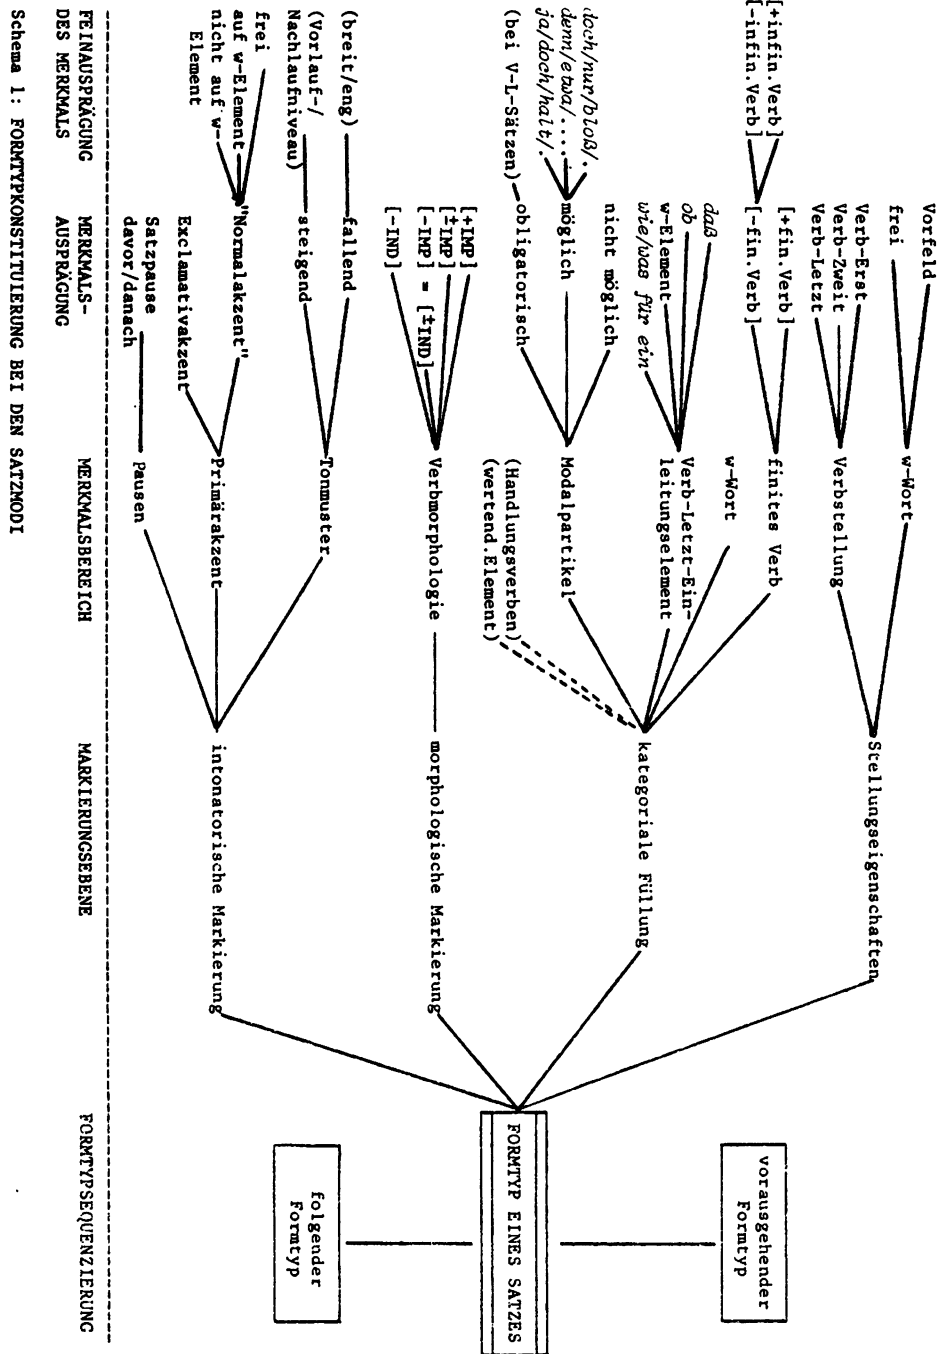 Vorfeld
frei
w-Wort
Stellungseigenschaften
Verb-Erst
Verb-Zweit
Verb-Letzt
Verbstellung
[+infin.Verb]
[-infin.Verb]
[+fin.Verb]
[-fin.Verb]
finites Verb
w-Wort
kategoriale Füllung
daß
ob
w-Element
wie/was für ein
Verb-Letzt-Ein-
leitungselement
doch/nur/bloß/.
denn/etwa/....
ja/doch/halt/.
(bei V-L-Sätzen)
nicht möglich
möglich
obligatorisch
Modalpartikel
(Handlungsverben)
(wertend.Element)
[+IMP]
[±IMP]
[-IMP] = [±IND]
[-IND]
Verbmorphologie
morphologische Markierung
(breit/eng)
fallend
(Vorlauf-/
Nachlaufniveau)
steigend
Tonmuster
frei
auf w-Element
nicht auf w-
Element
"Normalakzent"
Exclamativakzent
Primärakzent
intonatorische Markierung
Satzpause
davor/danach
Pausen
vorausgehender
Formtyp
FORMTYP EINES SATZES
folgender
Formtyp
FEINAUSPRÄGUNG
DES MERKMALS
MERKMALS-
AUSPRÄGUNG
MERKMALSBEREICH
MARKIERUNGSEBENE
FORMTYPSEQUENZIERUNG
Schema 1: FORMTYPKONSTITUIERUNG BEI DEN SATZMODI